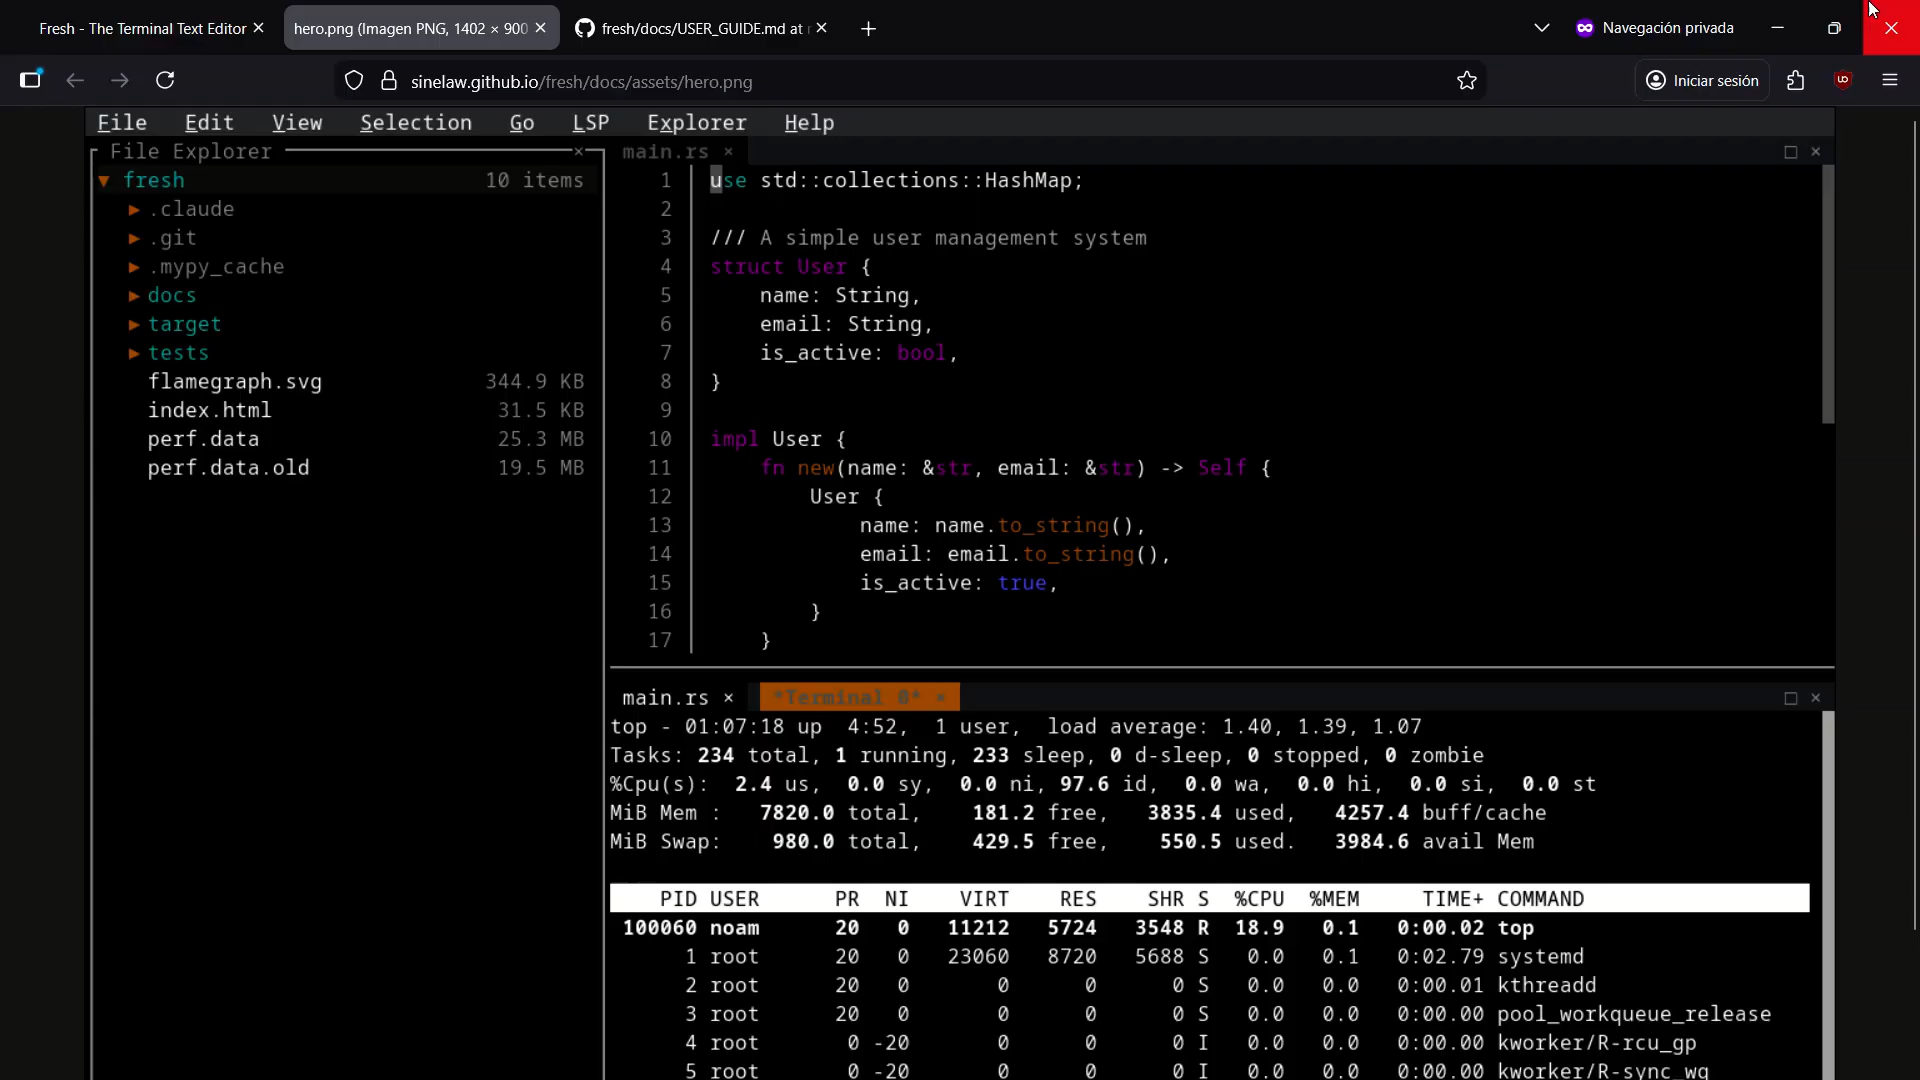 Fresh - The Terminal Text Editor
hero.png (Imagen PNG, 1402 × 900
fresh/docs/USER_GUIDE.md at
Navegación privada
sinelaw.github.io/fresh/docs/assets/hero.png
Iniciar sesión
File Edit View Selection Go LSP Explorer Help
File Explorer ×
▼ fresh 10 items
▶ .claude
▶ .git
▶ .mypy_cache
▶ docs
▶ target
▶ tests
flamegraph.svg 344.9 KB
index.html 31.5 KB
perf.data 25.3 MB
perf.data.old 19.5 MB
main.rs ×
1 use std::collections::HashMap;
2
3 /// A simple user management system
4 struct User {
5 name: String,
6 email: String,
7 is_active: bool,
8 }
9
10 impl User {
11 fn new(name: &str, email: &str) -> Self {
12 User {
13 name: name.to_string(),
14 email: email.to_string(),
15 is_active: true,
16 }
17 }
main.rs × *Terminal 0* ×
top - 01:07:18 up 4:52, 1 user, load average: 1.40, 1.39, 1.07
Tasks: 234 total, 1 running, 233 sleep, 0 d-sleep, 0 stopped, 0 zombie
%Cpu(s): 2.4 us, 0.0 sy, 0.0 ni, 97.6 id, 0.0 wa, 0.0 hi, 0.0 si, 0.0 st
MiB Mem : 7820.0 total, 181.2 free, 3835.4 used, 4257.4 buff/cache
MiB Swap: 980.0 total, 429.5 free, 550.5 used. 3984.6 avail Mem
PID USER PR NI VIRT RES SHR S %CPU %MEM TIME+ COMMAND
100060 noam 20 0 11212 5724 3548 R 18.9 0.1 0:00.02 top
1 root 20 0 23060 8720 5688 S 0.0 0.1 0:02.79 systemd
2 root 20 0 0 0 0 S 0.0 0.0 0:00.01 kthreadd
3 root 20 0 0 0 0 S 0.0 0.0 0:00.00 pool_workqueue_release
4 root 0 -20 0 0 0 I 0.0 0.0 0:00.00 kworker/R-rcu_gp
5 root 0 -20 0 0 0 I 0.0 0.0 0:00.00 kworker/R-sync_wq